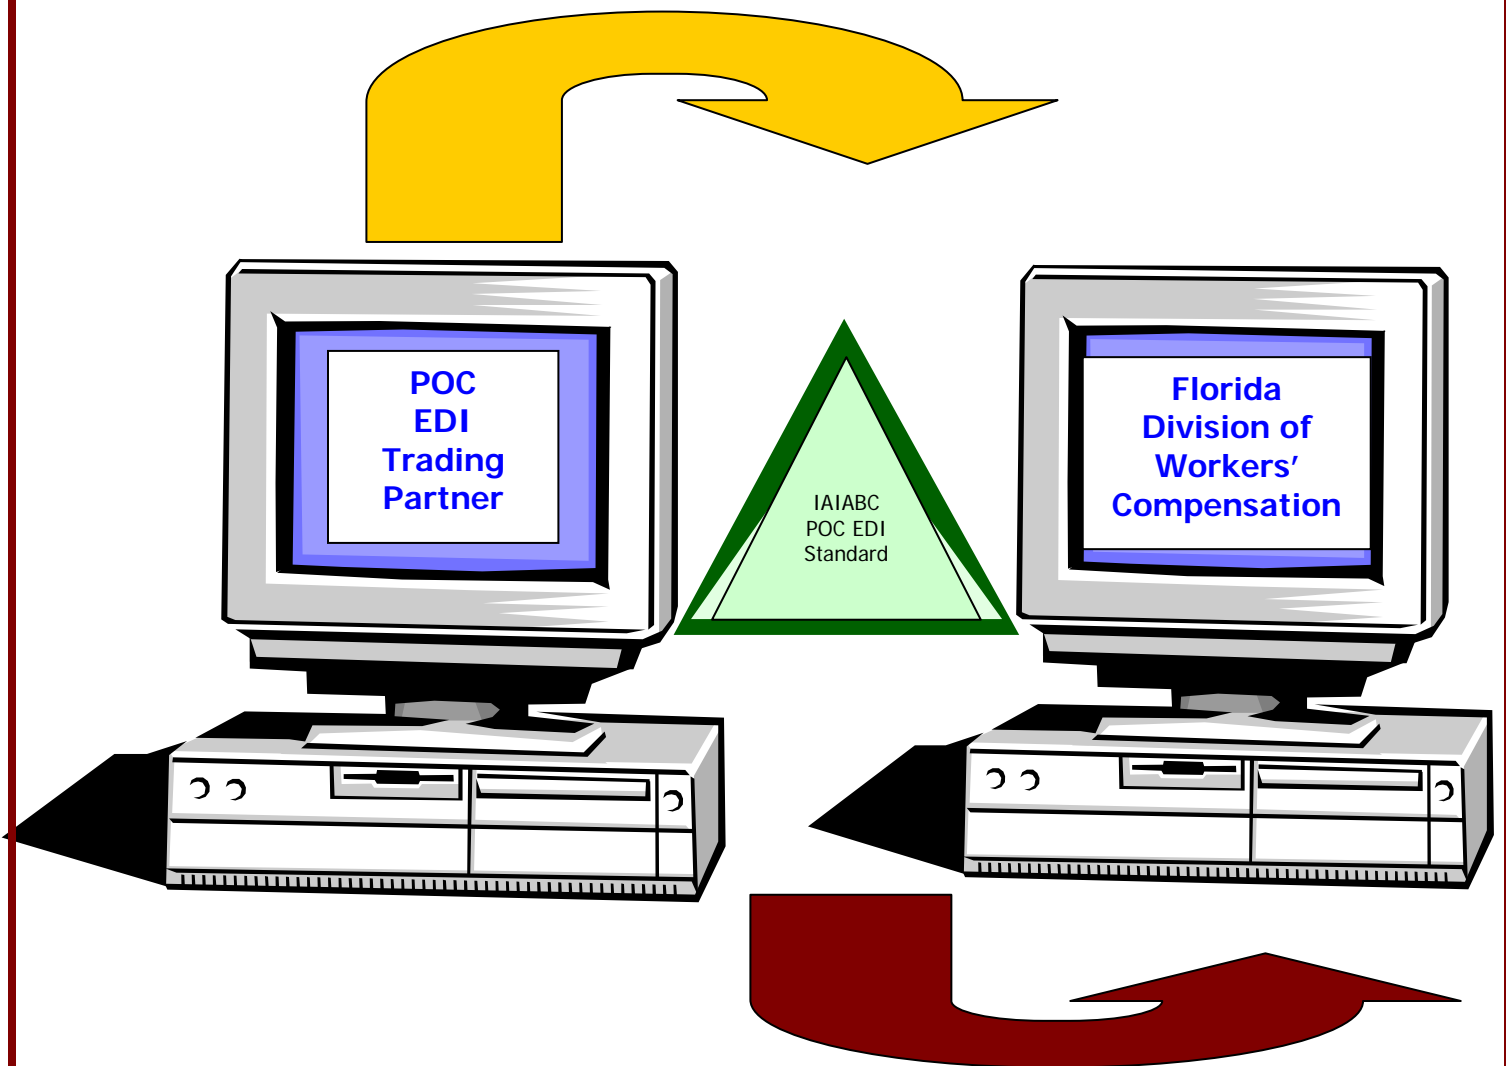 POC
EDI
Trading
Partner
IAIABC
POC EDI
Standard
Florida
Division of
Workers’
Compensation